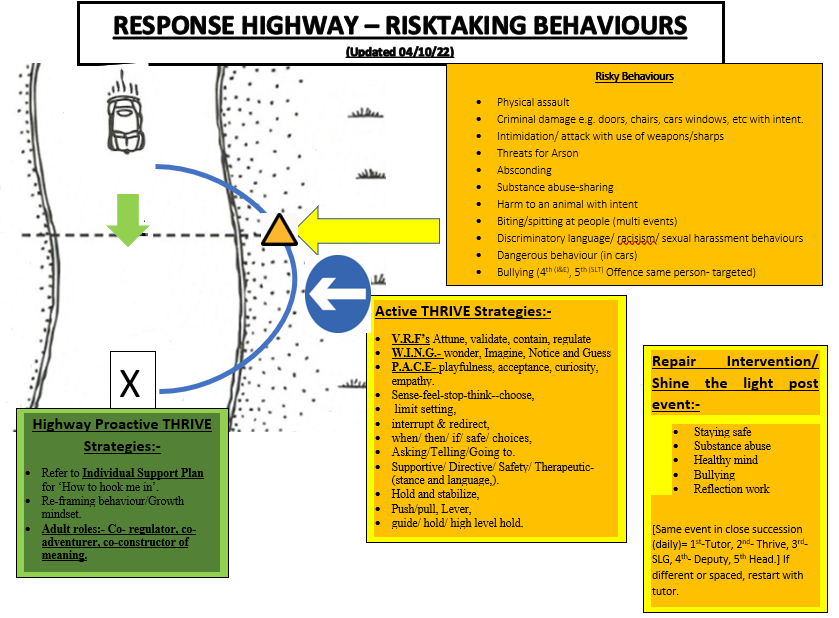 RESPONSE HIGHWAY – RISKTAKING BEHAVIOURS
(Updated 04/10/22)
Risky Behaviours
• Physical assault
• Criminal damage e.g. doors, chairs, cars windows, etc with intent.
• Intimidation/ attack with use of weapons/sharps
• Threats for Arson
• Absconding
• Substance abuse-sharing
• Harm to an animal with intent
• Biting/spitting at people (multi events)
• Discriminatory language/ racisism/ sexual harassment behaviours
• Dangerous behaviour (in cars)
• Bullying (4th (I&E), 5th (SLT) Offence same person- targeted)
Active THRIVE Strategies:-
• V.R.F's Attune, validate, contain, regulate
• W.I.N.G.- wonder, Imagine, Notice and Guess
• P.A.C.E- playfulness, acceptance, curiosity,
empathy.
• Sense-feel-stop-think--choose,
• limit setting,
• interrupt & redirect,
• when/ then/ if/ safe/ choices,
• Asking/Telling/Going to.
• Supportive/ Directive/ Safety/ Therapeutic-
(stance and language,).
• Hold and stabilize,
• Push/pull, Lever,
• guide/ hold/ high level hold.
Repair Intervention/
Shine the light post
event:-
• Staying safe
• Substance abuse
• Healthy mind
• Bullying
• Reflection work
[Same event in close succession
(daily)= 1st-Tutor, 2nd- Thrive, 3rd-
SLG, 4th- Deputy, 5th Head.] If
different or spaced, restart with
tutor.
X
Highway Proactive THRIVE
Strategies:-
• Refer to Individual Support Plan
for 'How to hook me in'.
• Re-framing behaviour/Growth
mindset.
• Adult roles:- Co- regulator, co-
adventurer, co-constructor of
meaning.